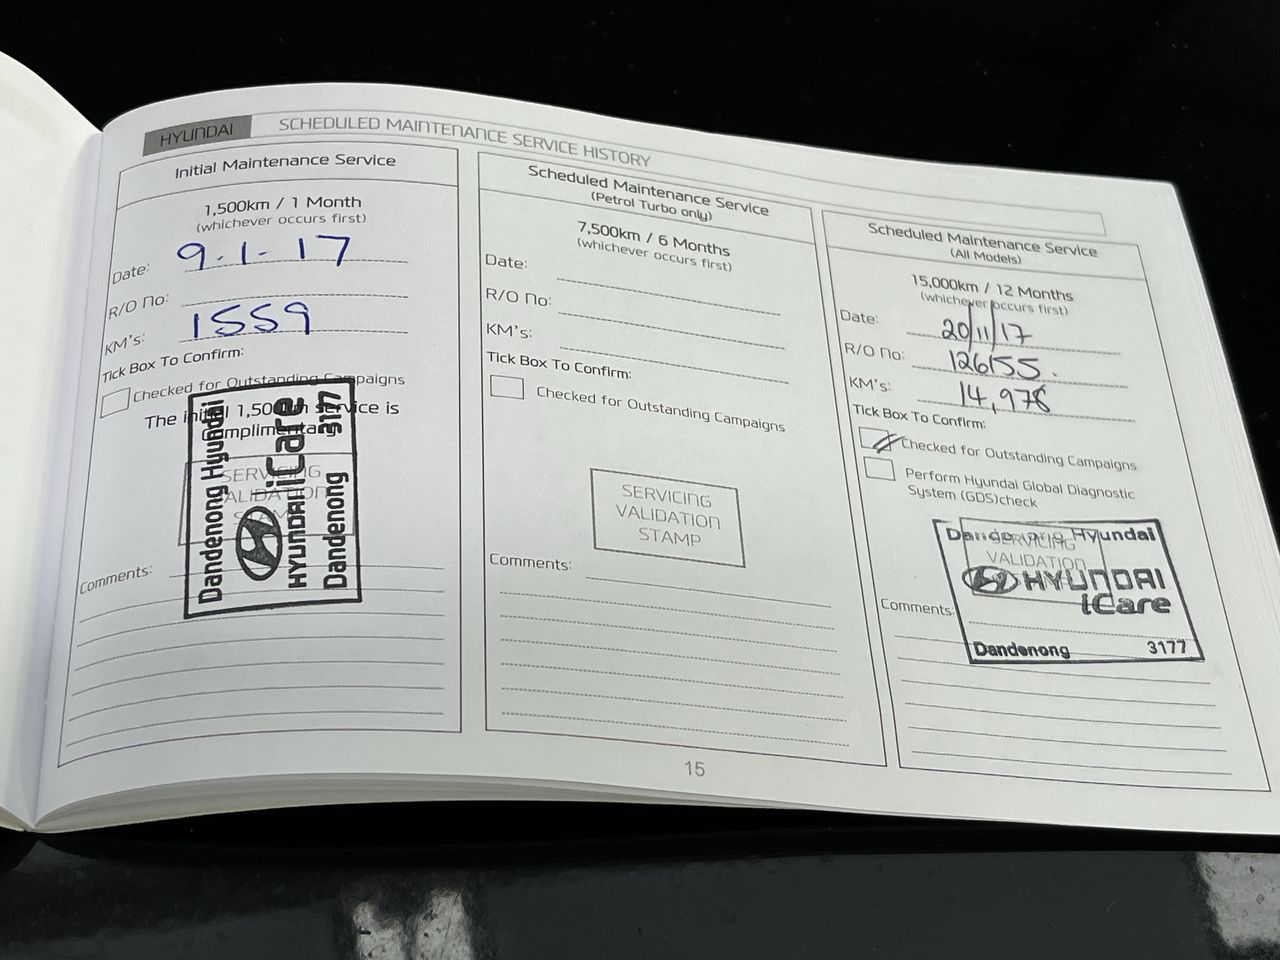 HYUNDAI SCHEDULED MAINTENANCE SERVICE HISTORY
Initial Maintenance Service
1,500km / 1 Month
(whichever occurs first)
Date: 9.1.17
R/O No:
KM's: 1559
Tick Box To Confirm:
Checked for Outstanding Campaigns
The initial 1,500km service is
complimentary
SERVICING
VALIDATION
STAMP
Dandenong Hyundai
HYUNDAI iCare
Dandenong 3177
Comments:
Scheduled Maintenance Service
(Petrol Turbo only)
7,500km / 6 Months
(whichever occurs first)
Date:
R/O No:
KM's:
Tick Box To Confirm:
Checked for Outstanding Campaigns
SERVICING
VALIDATION
STAMP
Comments:
Scheduled Maintenance Service
(All Models)
15,000km / 12 Months
(whichever occurs first)
Date: 20/11/17
R/O No: 126155.
KM's: 14,978
Tick Box To Confirm:
Checked for Outstanding Campaigns
Perform Hyundai Global Diagnostic
System (GDS)check
Dandenong Hyundai
SERVICING
VALIDATION
HYUNDAI
iCare
Dandenong 3177
Comments:
15